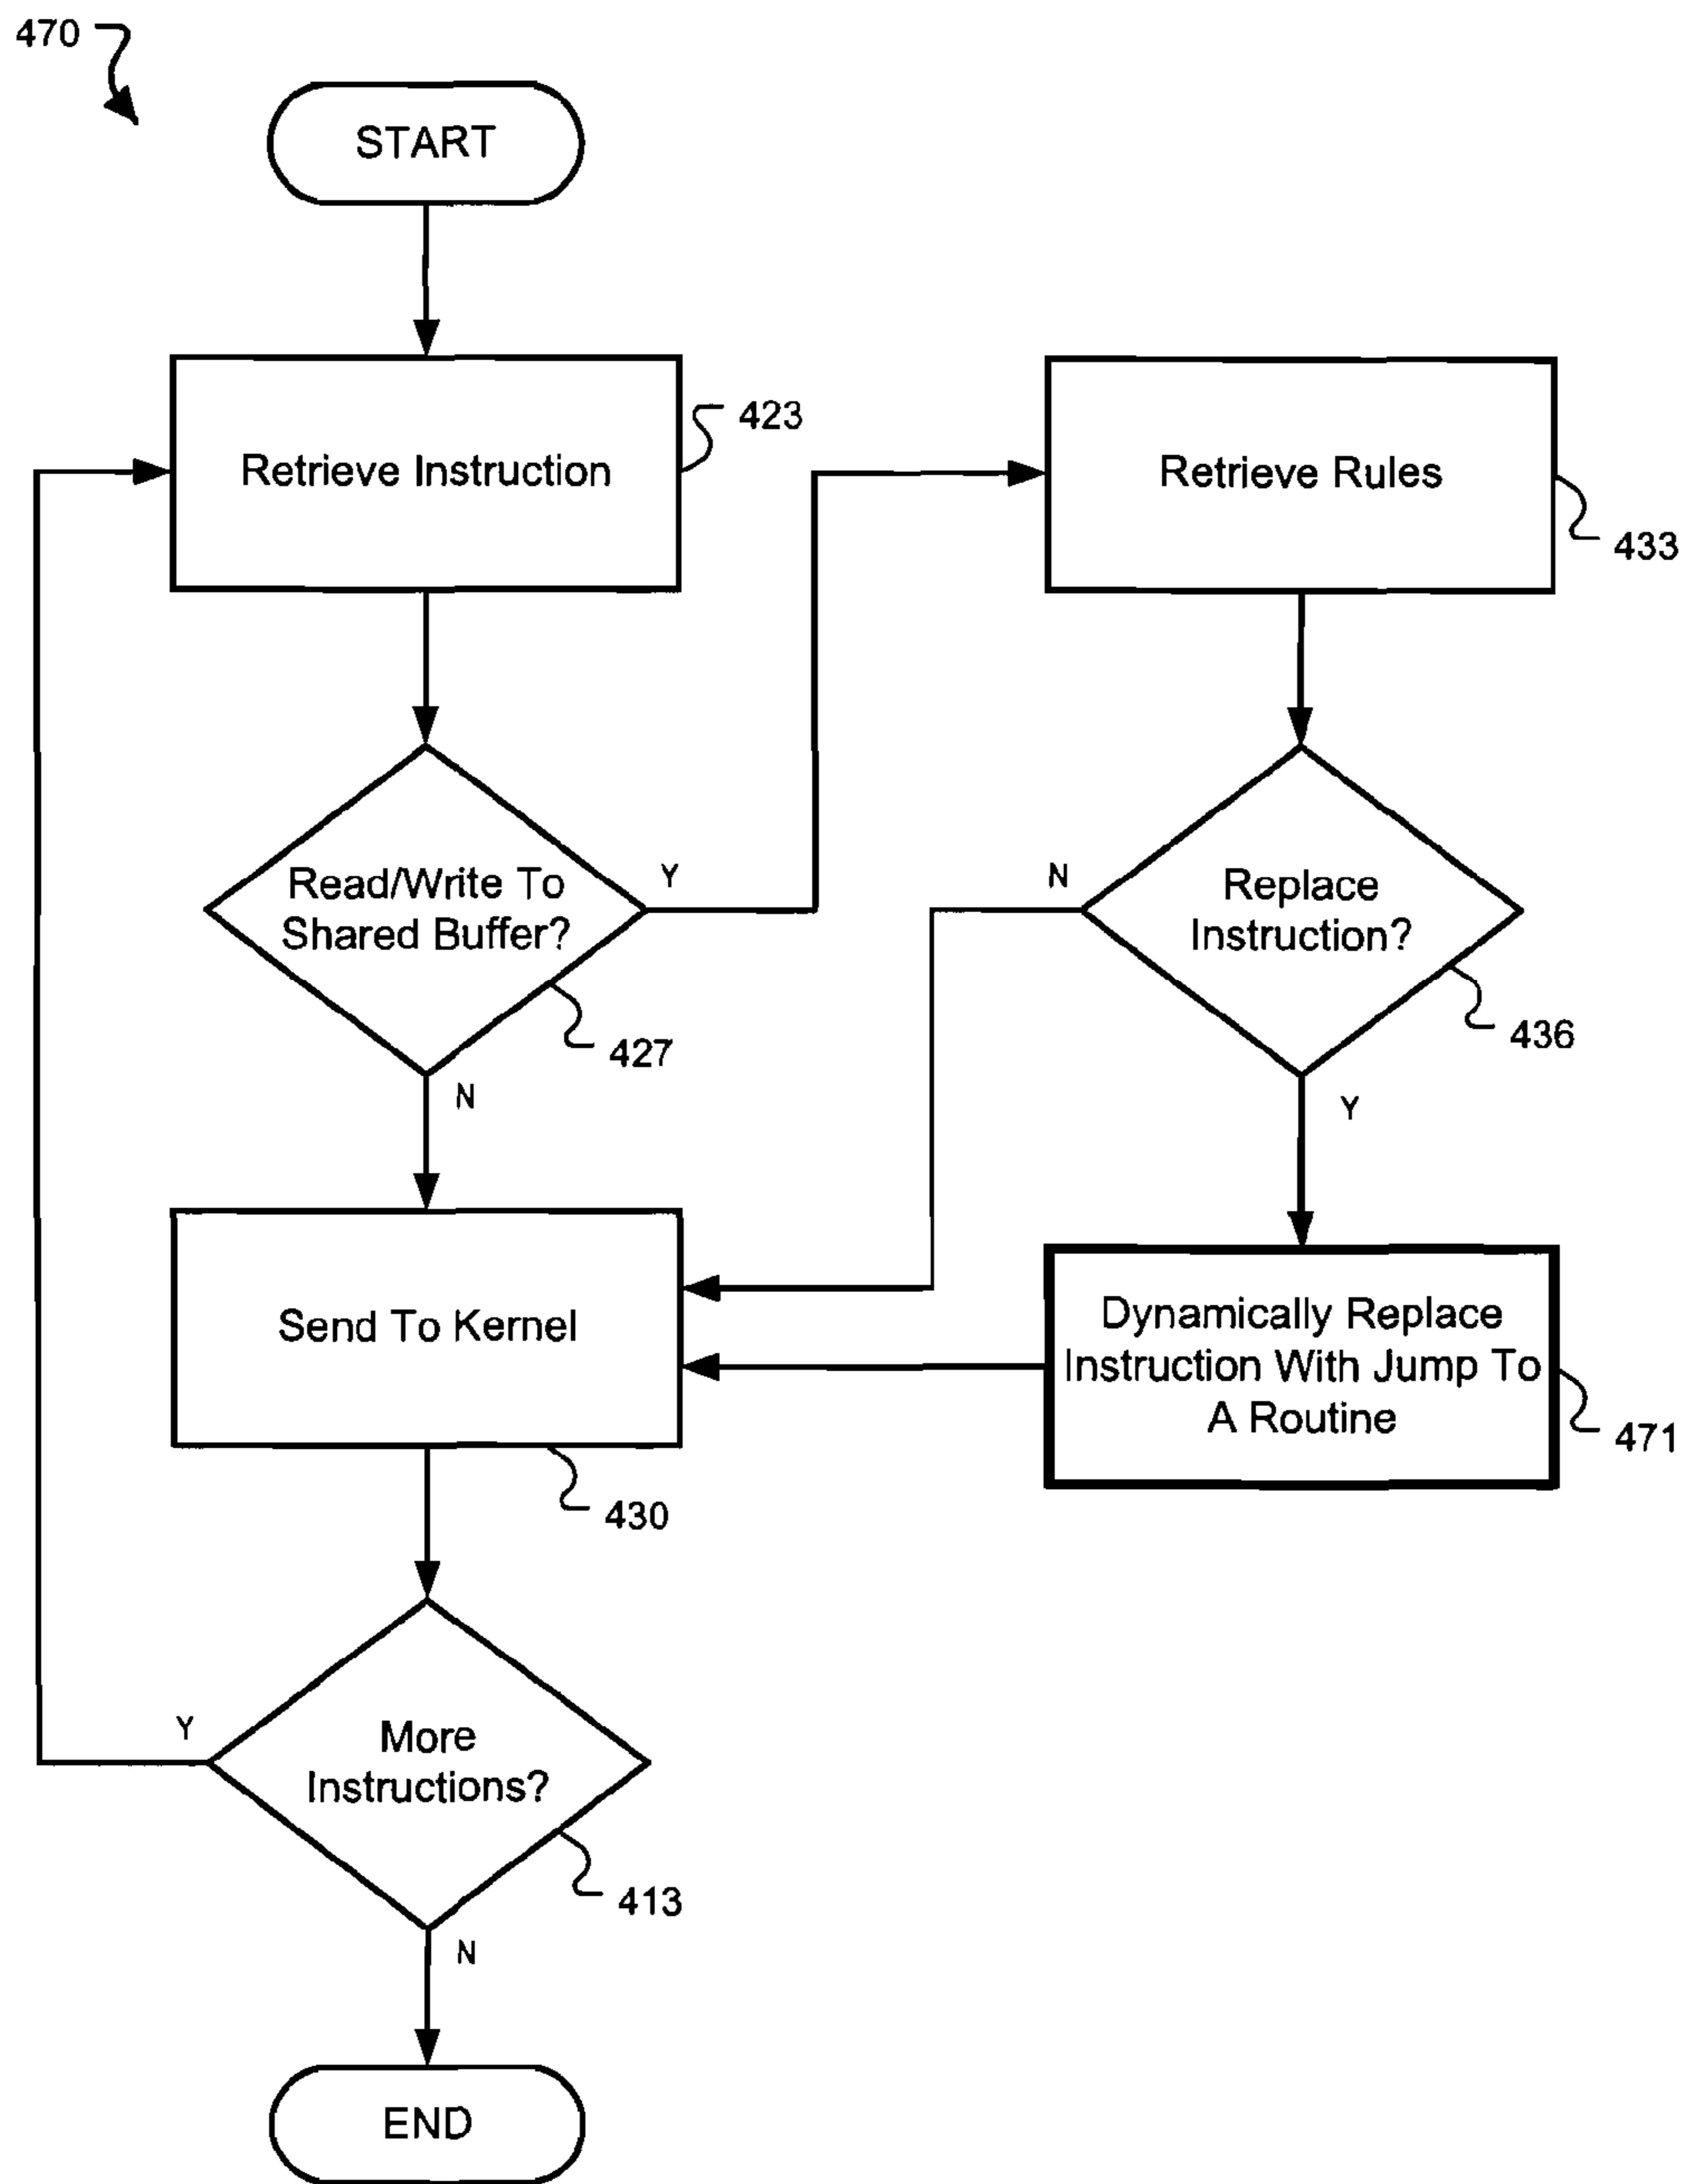 470
START
Retrieve Instruction
423
Retrieve Rules
433
Read/Write To
Shared Buffer?
Y
427
N
Replace
Instruction?
N
436
Y
Send To Kernel
430
Dynamically Replace
Instruction With Jump To
A Routine
471
More
Instructions?
Y
413
N
END